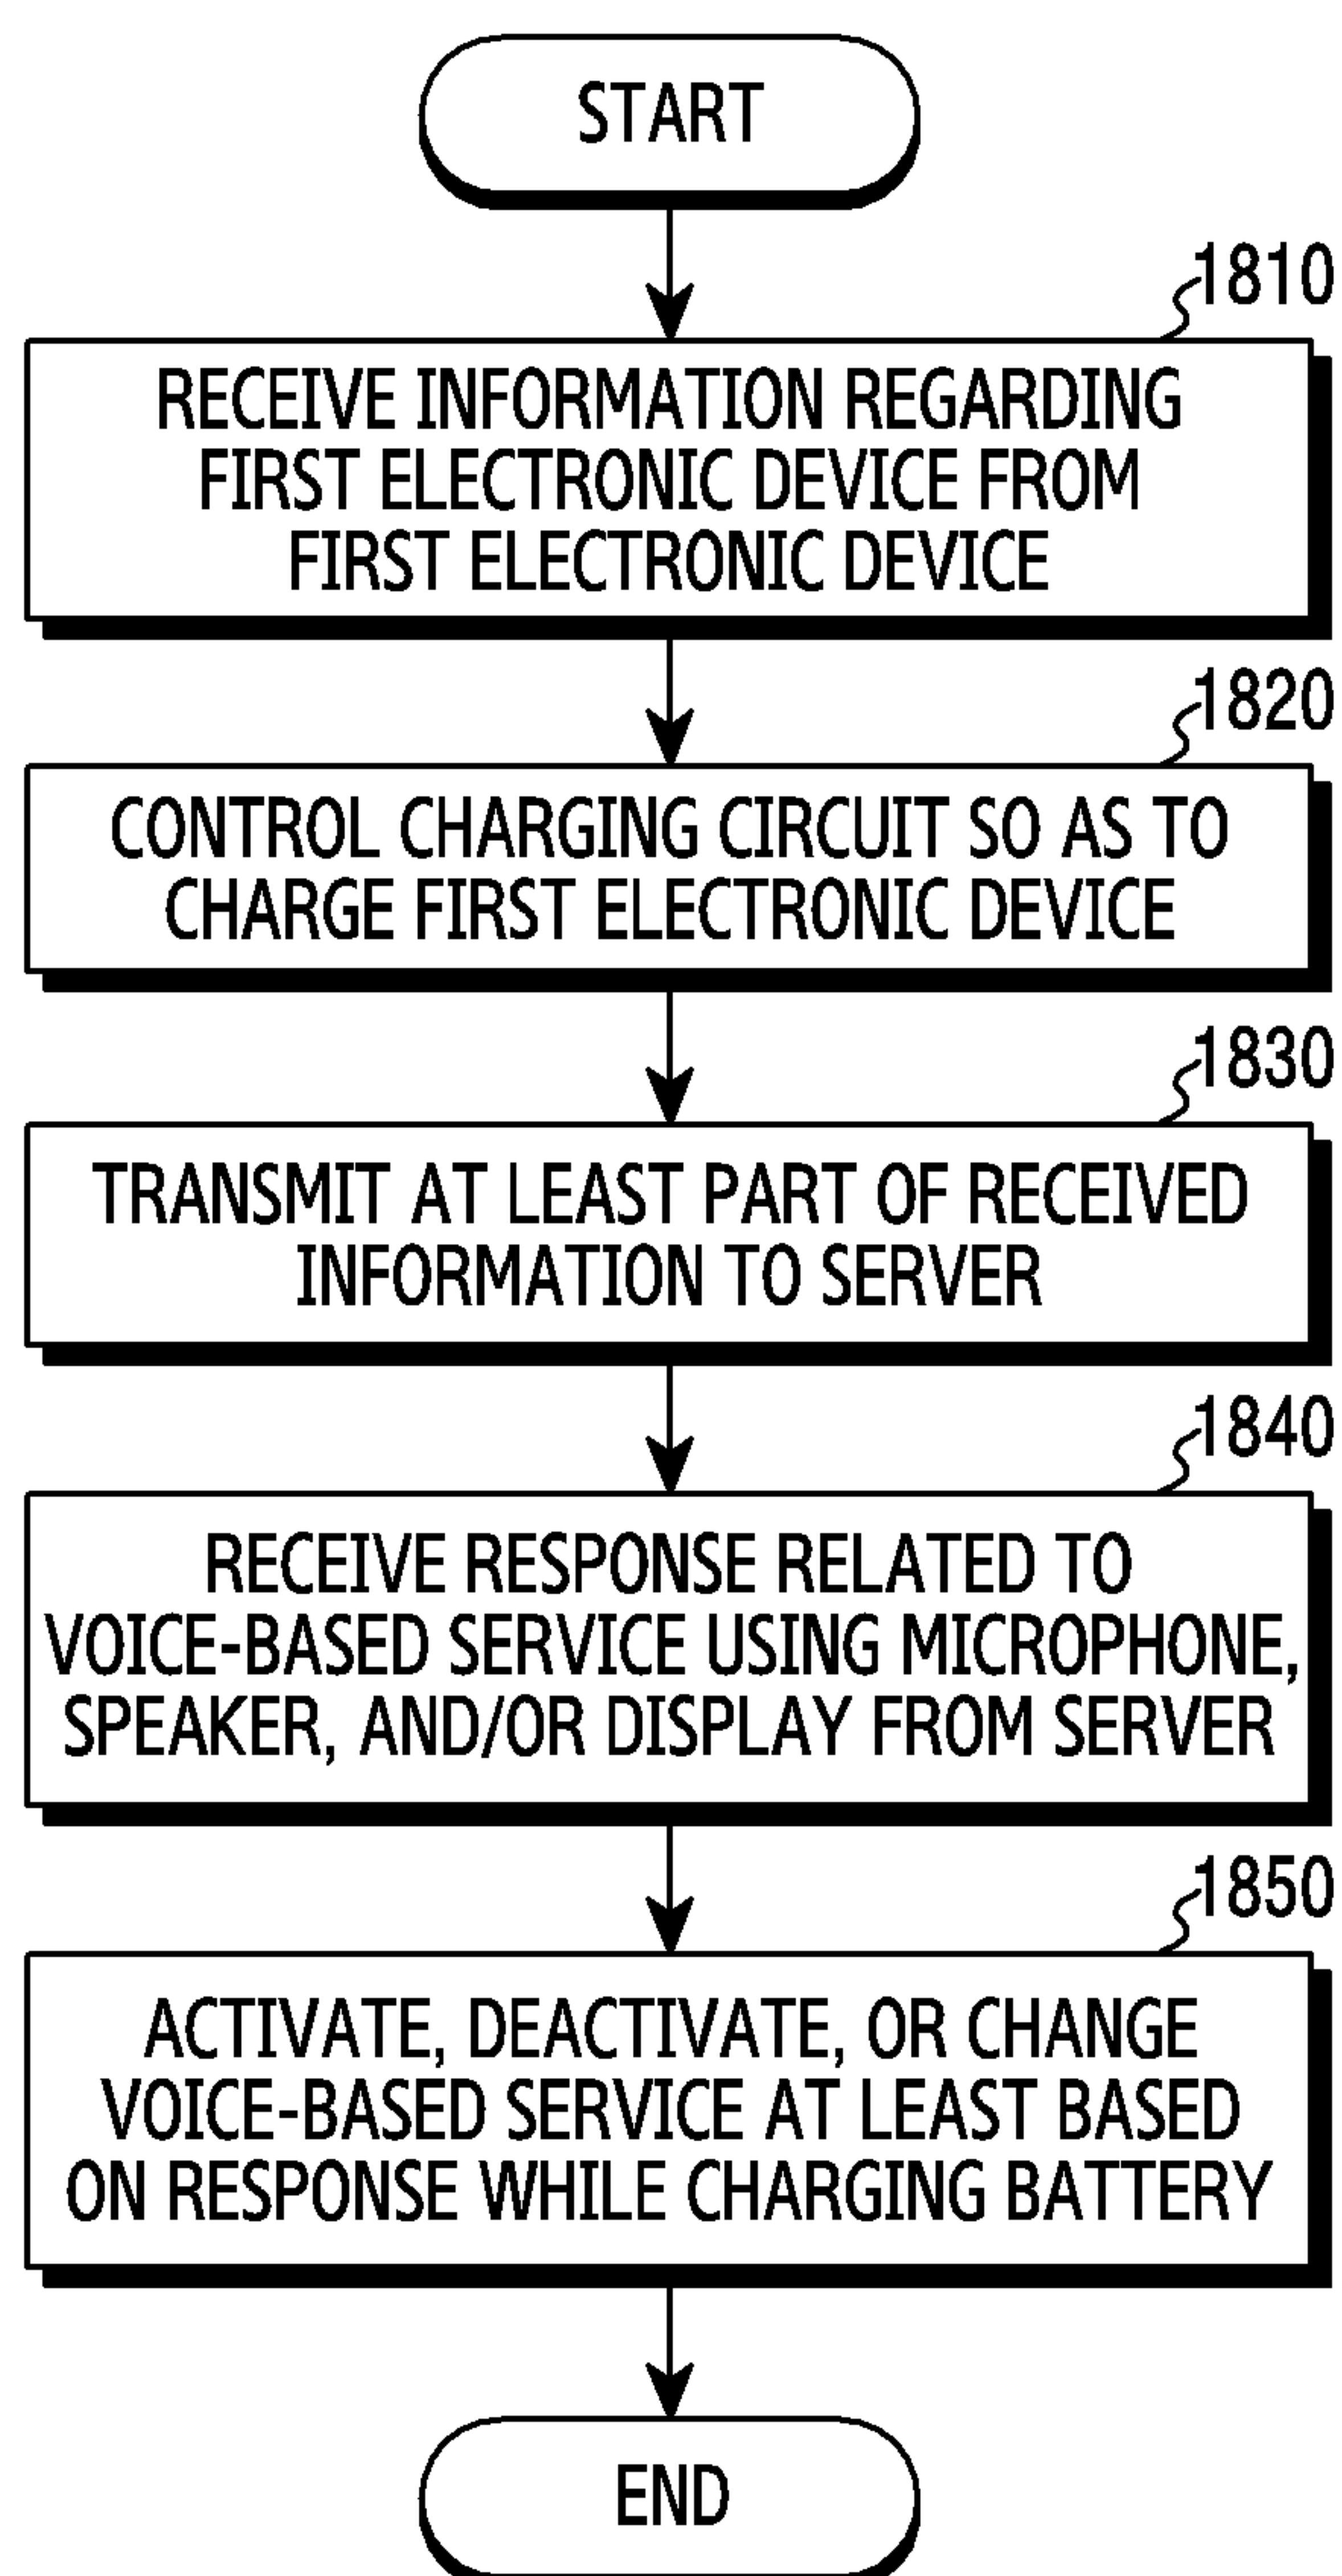 START
1810
RECEIVE INFORMATION REGARDING
FIRST ELECTRONIC DEVICE FROM
FIRST ELECTRONIC DEVICE
1820
CONTROL CHARGING CIRCUIT SO AS TO
CHARGE FIRST ELECTRONIC DEVICE
1830
TRANSMIT AT LEAST PART OF RECEIVED
INFORMATION TO SERVER
1840
RECEIVE RESPONSE RELATED TO
VOICE-BASED SERVICE USING MICROPHONE,
SPEAKER, AND/OR DISPLAY FROM SERVER
1850
ACTIVATE, DEACTIVATE, OR CHANGE
VOICE-BASED SERVICE AT LEAST BASED
ON RESPONSE WHILE CHARGING BATTERY
END